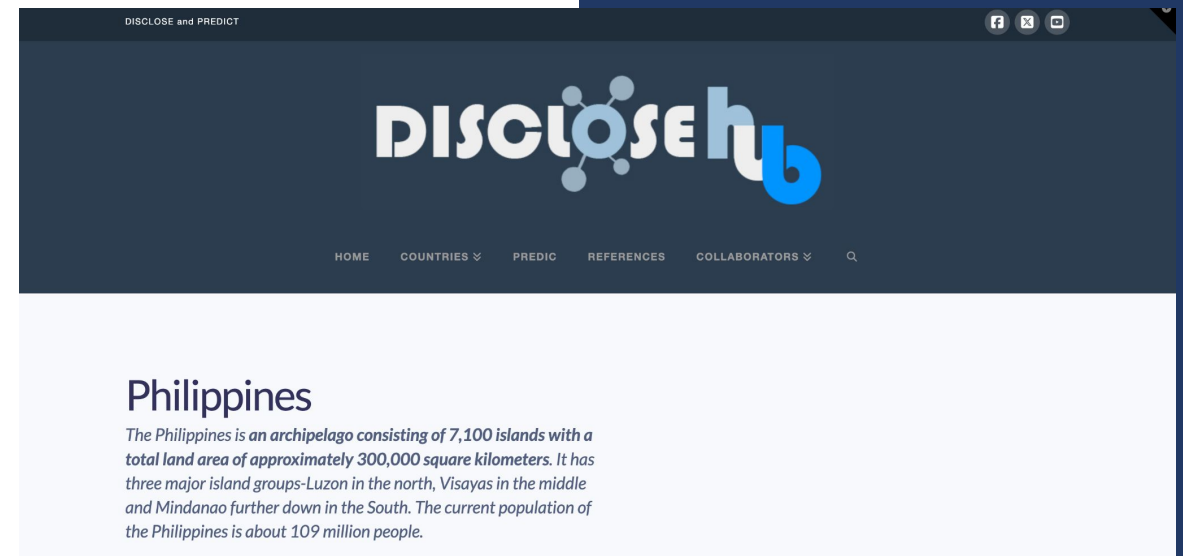 DISCLOSE and PREDICT
DISCLOSE hub
HOME COUNTRIES PREDIC REFERENCES COLLABORATORS
Philippines
The Philippines is an archipelago consisting of 7,100 islands with a
total land area of approximately 300,000 square kilometers. It has
three major island groups-Luzon in the north, Visayas in the middle
and Mindanao further down in the South. The current population of
the Philippines is about 109 million people.